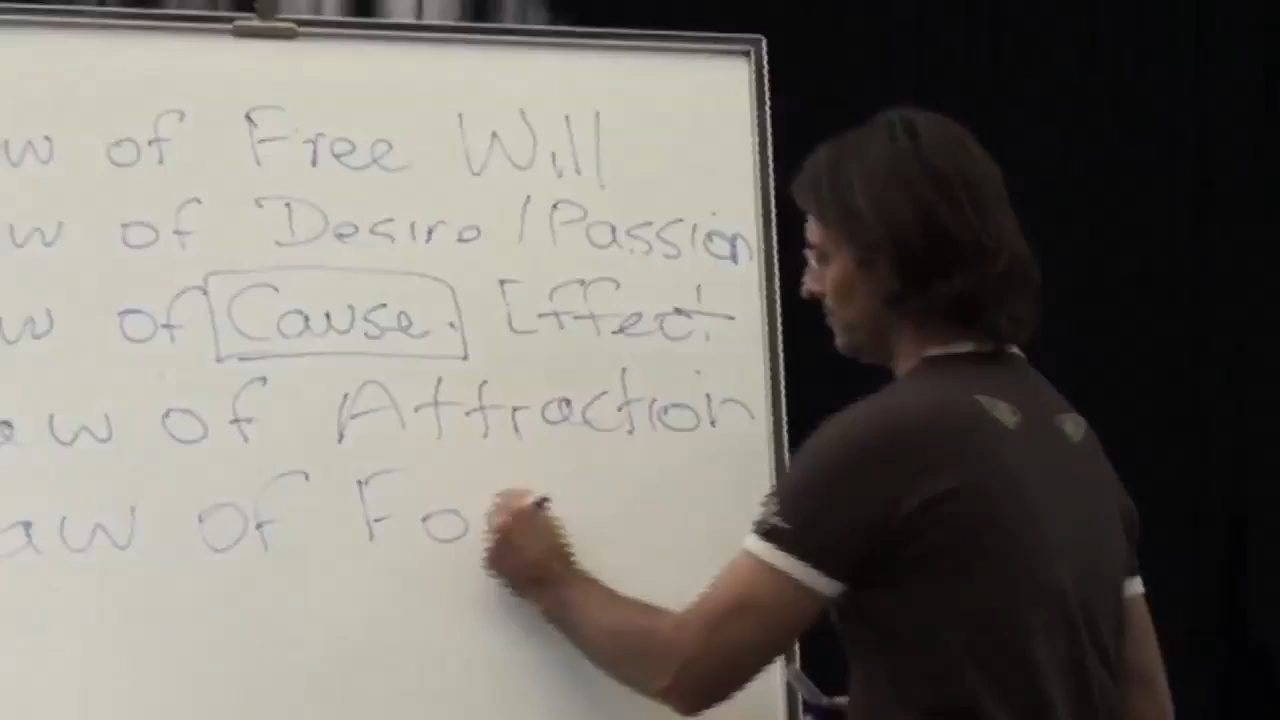 w of Free Will
w of Desire / Passion
w of Cause. Effect
aw of Attraction
aw of Fo